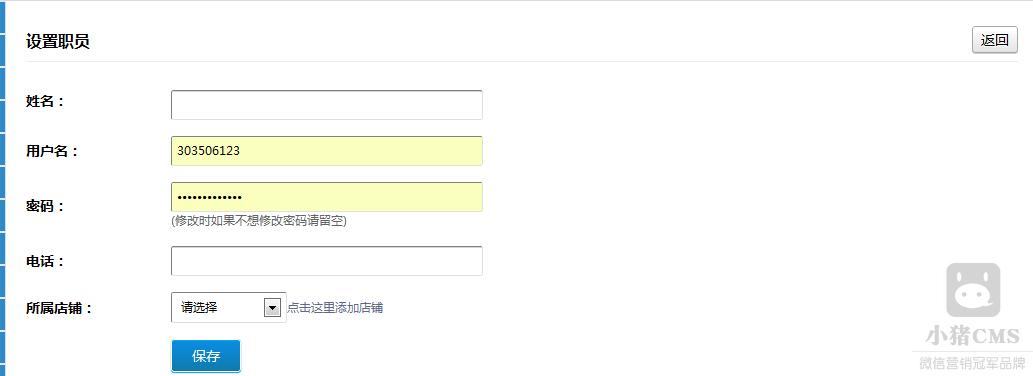 设置职员
返回
姓名：
用户名：
303506123
密码：
•••••••••••••
(修改时如果不想修改密码请留空)
电话：
所属店铺：
请选择
点击这里添加店铺
保存
小猪CMS
微信营销冠军品牌